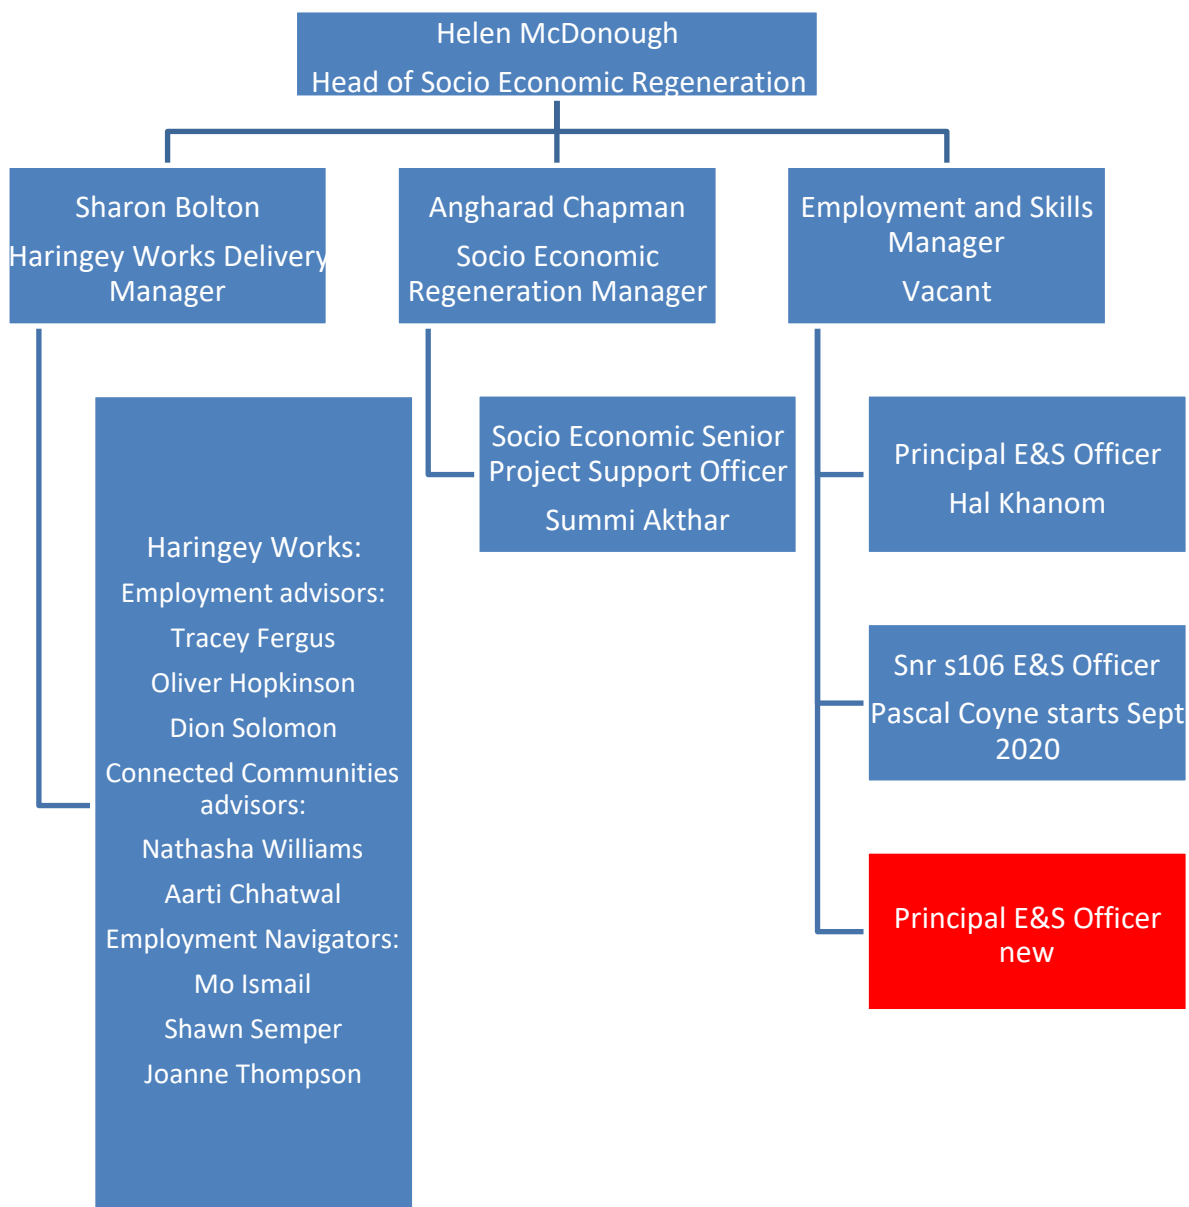 Helen McDonough
Head of Socio Economic Regeneration
Sharon Bolton
Haringey Works Delivery
Manager
Angharad Chapman
Socio Economic
Regeneration Manager
Employment and Skills
Manager
Vacant
Haringey Works:
Employment advisors:
Tracey Fergus
Oliver Hopkinson
Dion Solomon
Connected Communities
advisors:
Nathasha Williams
Aarti Chhatwal
Employment Navigators:
Mo Ismail
Shawn Semper
Joanne Thompson
Socio Economic Senior
Project Support Officer
Summi Akthar
Principal E&S Officer
Hal Khanom
Snr s106 E&S Officer
Pascal Coyne starts Sept
2020
Principal E&S Officer
new